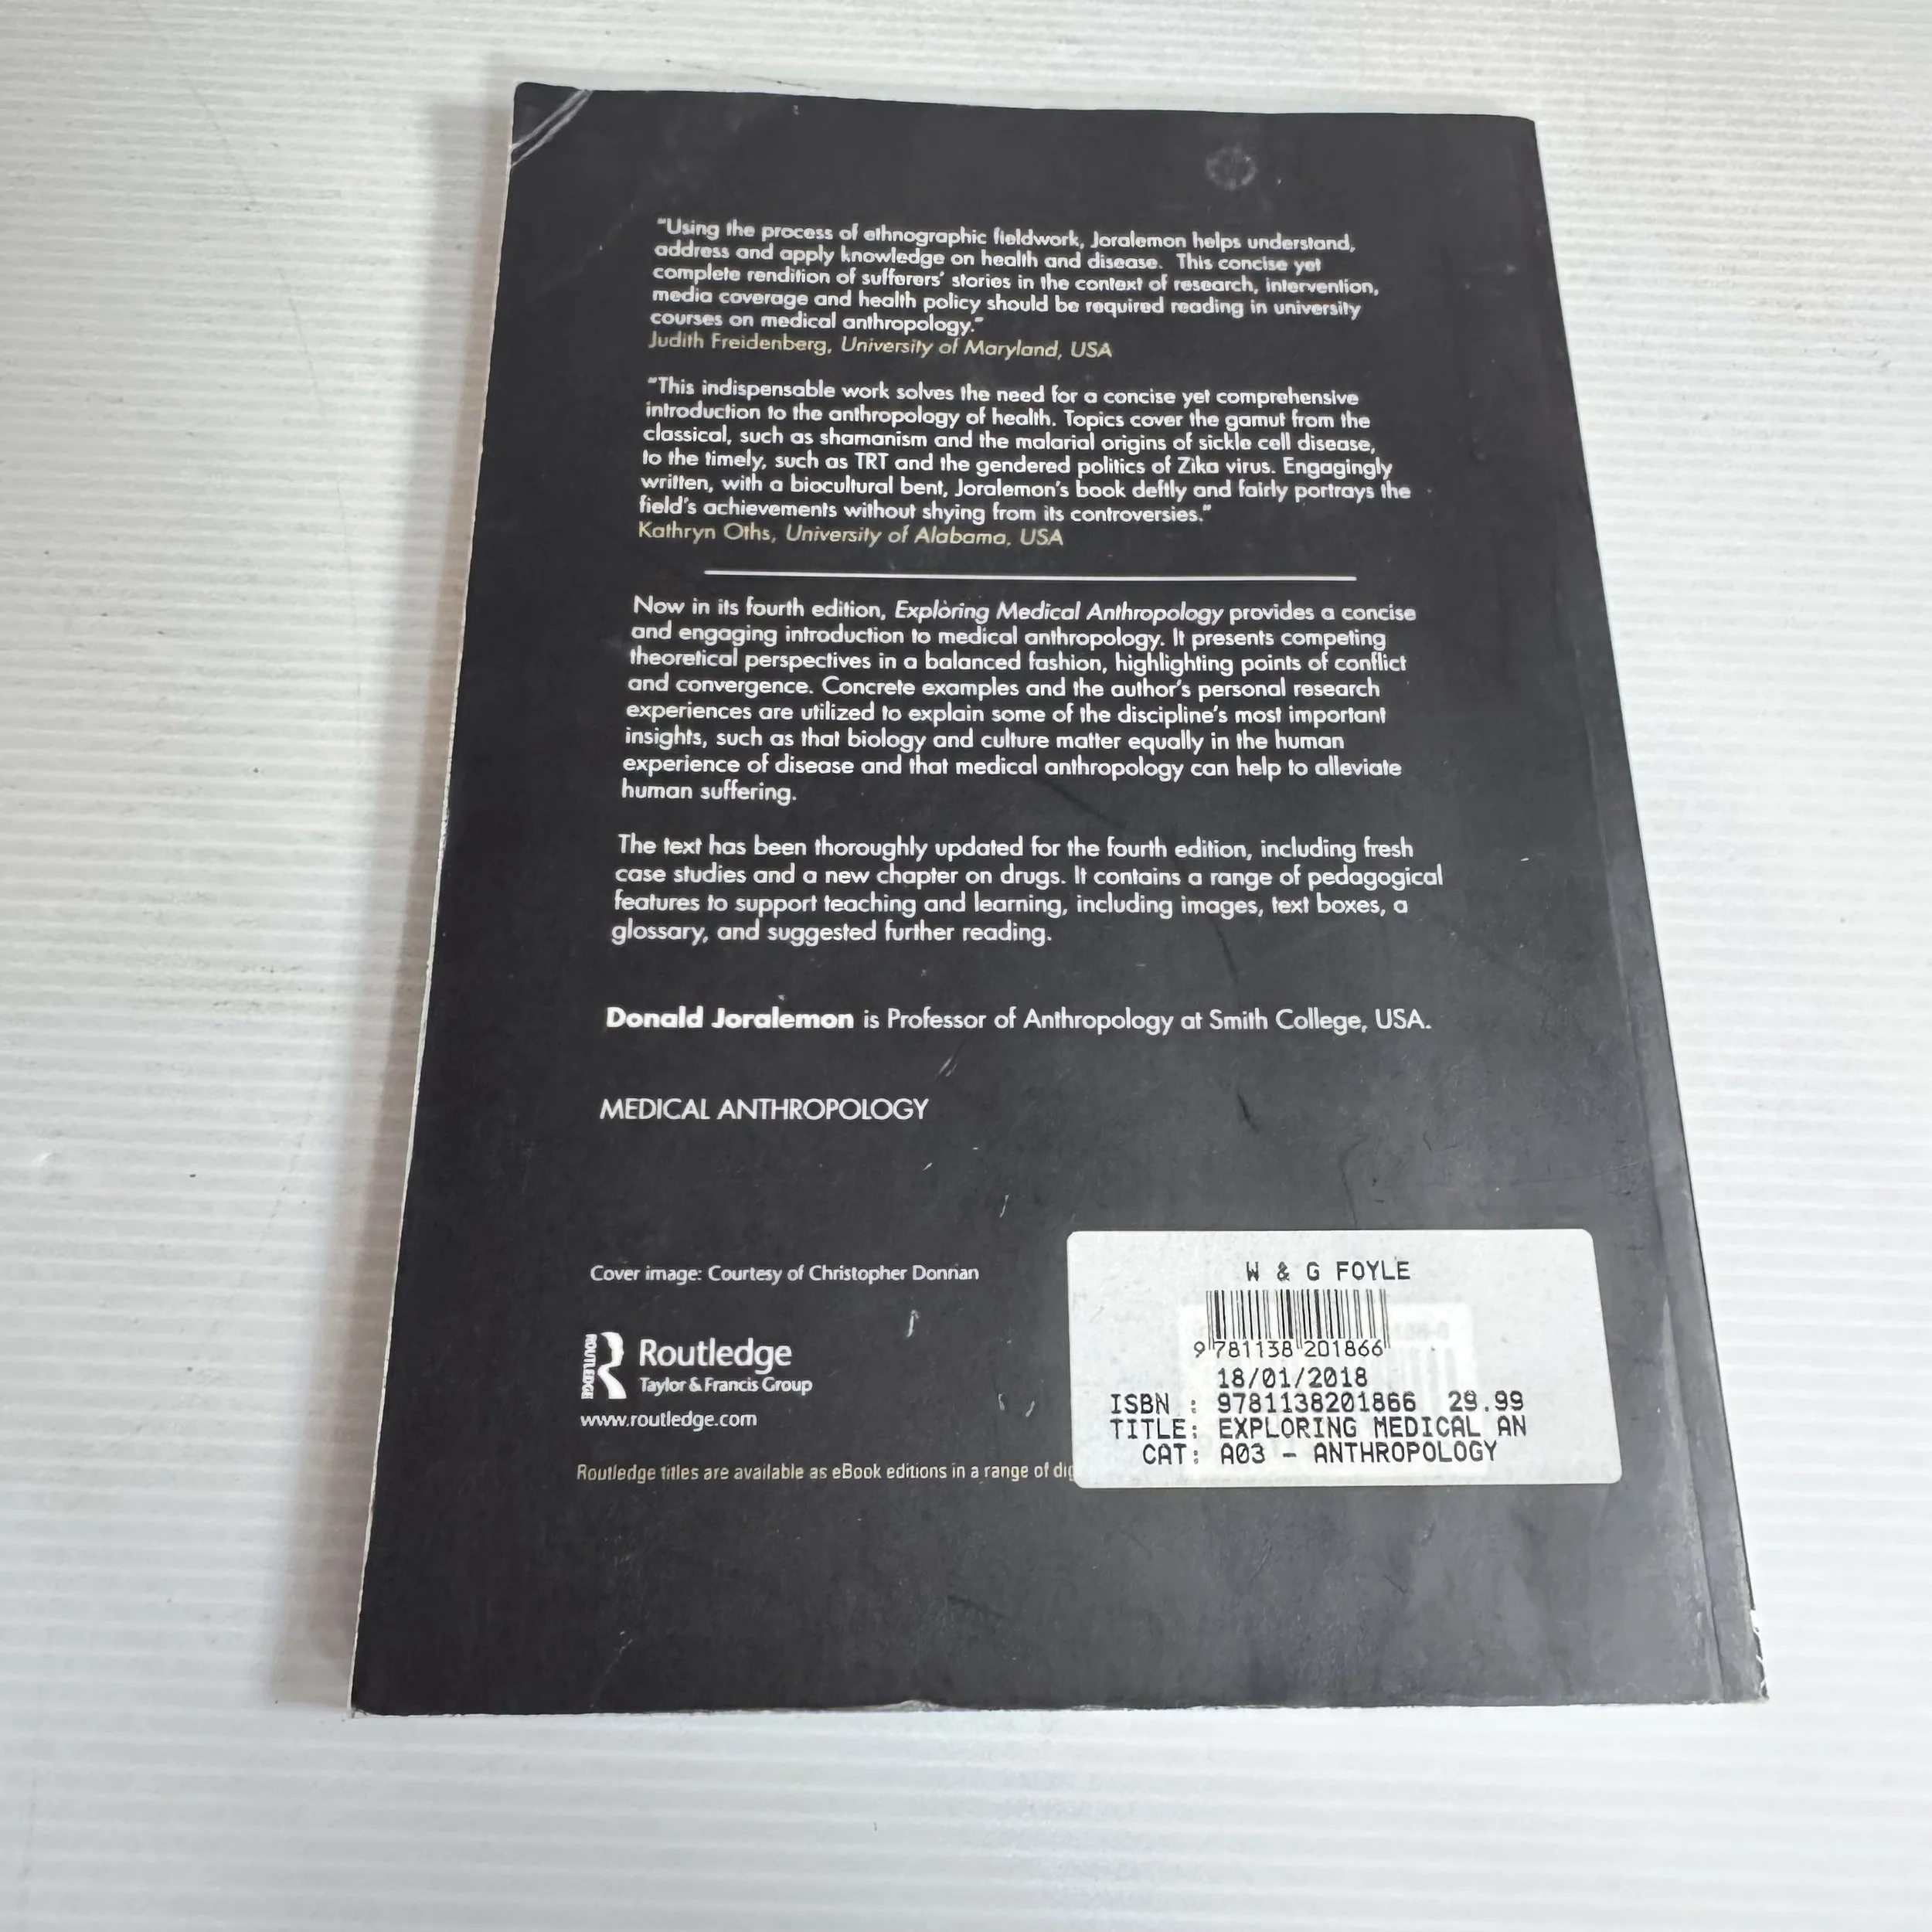 "Using the process of ethnographic fieldwork, Joralemon helps understand,
address and apply knowledge on health and disease. This concise yet
complete rendition of sufferers' stories in the context of research, intervention,
media coverage and health policy should be required reading in university
courses on medical anthropology."
Judith Freidenberg, University of Maryland, USA
"This indispensable work solves the need for a concise yet comprehensive
introduction to the anthropology of health. Topics cover the gamut from the
classical, such as shamanism and the malarial origins of sickle cell disease,
to the timely, such as TRT and the gendered politics of Zika virus. Engagingly
written, with a biocultural bent, Joralemon's book deftly and fairly portrays the
field's achievements without shying from its controversies."
Kathryn Oths, University of Alabama, USA
Now in its fourth edition, Exploring Medical Anthropology provides a concise
and engaging introduction to medical anthropology. It presents competing
theoretical perspectives in a balanced fashion, highlighting points of conflict
and convergence. Concrete examples and the author's personal research
experiences are utilized to explain some of the discipline's most important
insights, such as that biology and culture matter equally in the human
experience of disease and that medical anthropology can help to alleviate
human suffering.
The text has been thoroughly updated for the fourth edition, including fresh
case studies and a new chapter on drugs. It contains a range of pedagogical
features to support teaching and learning, including images, text boxes, a
glossary, and suggested further reading.
Donald Joralemon is Professor of Anthropology at Smith College, USA.
MEDICAL ANTHROPOLOGY
Cover image: Courtesy of Christopher Donnan
ROUTLEDGE
Routledge
Taylor & Francis Group
www.routledge.com
Routledge titles are available as eBook editions in a range of dig
W & G FOYLE
9 781138 201866
18/01/2018
ISBN : 9781138201866 29.99
TITLE: EXPLORING MEDICAL AN
CAT: A03 - ANTHROPOLOGY